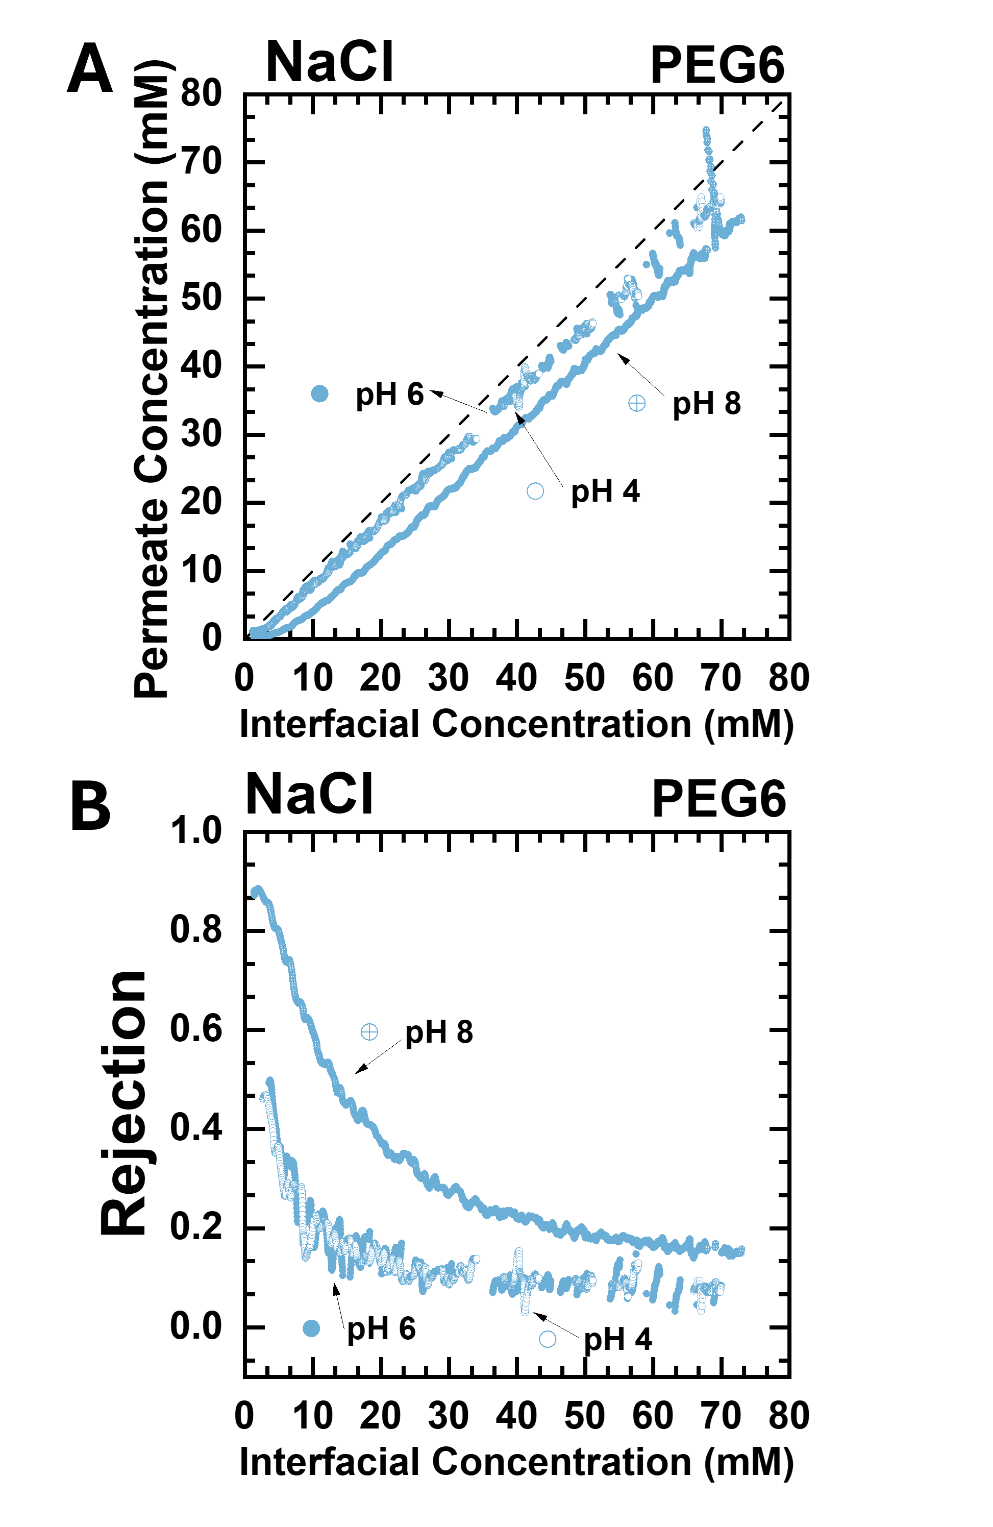 A
NaCl PEG6
Permeate Concentration (mM)
80
70
60
50
40
30
20
10
0
pH 6
pH 8
pH 4
0 10 20 30 40 50 60 70 80
Interfacial Concentration (mM)
B
NaCl PEG6
Rejection
1.0
0.8
0.6
0.4
0.2
0.0
pH 8
pH 6
pH 4
0 10 20 30 40 50 60 70 80
Interfacial Concentration (mM)